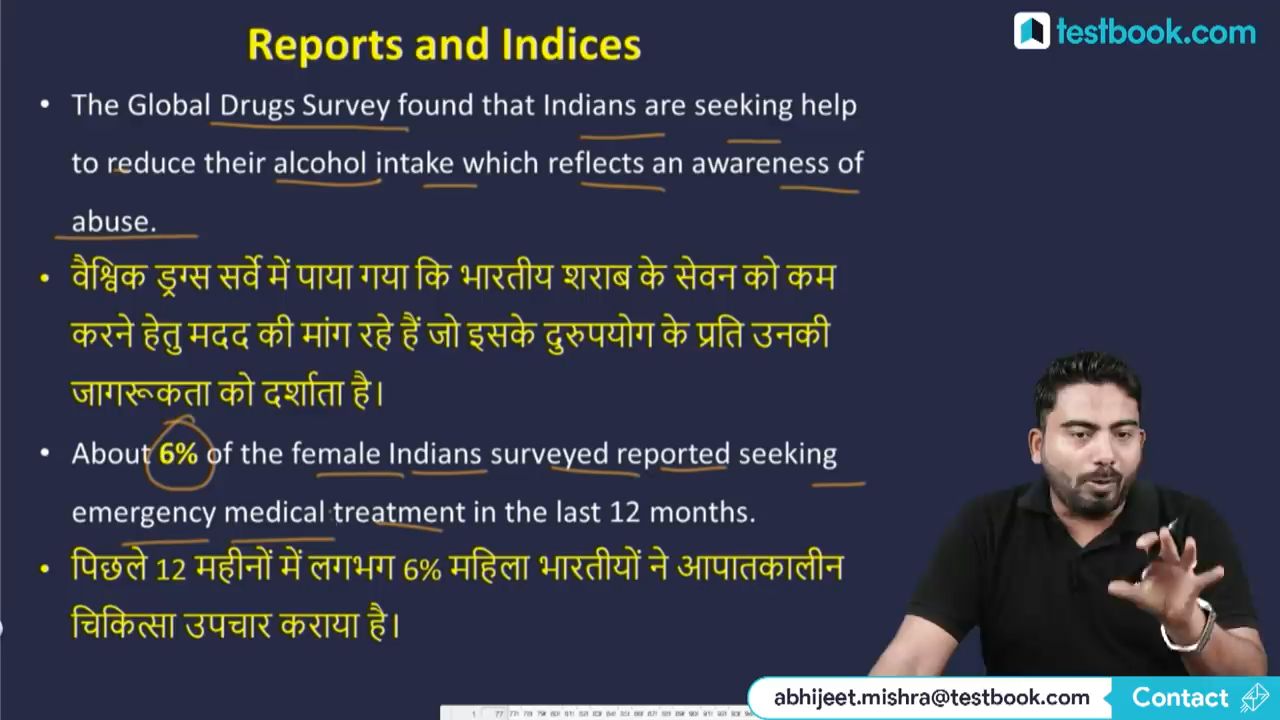 Reports and Indices
testbook.com
• The Global Drugs Survey found that Indians are seeking help
to reduce their alcohol intake which reflects an awareness of
abuse.
• वैश्विक ड्रग्स सर्वे में पाया गया कि भारतीय शराब के सेवन को कम
करने हेतु मदद की मांग रहे हैं जो इसके दुरुपयोग के प्रति उनकी
जागरूकता को दर्शाता है।
• About 6% of the female Indians surveyed reported seeking
emergency medical treatment in the last 12 months.
• पिछले 12 महीनों में लगभग 6% महिला भारतीयों ने आपातकालीन
चिकित्सा उपचार कराया है।
abhijeet.mishra@testbook.com
Contact